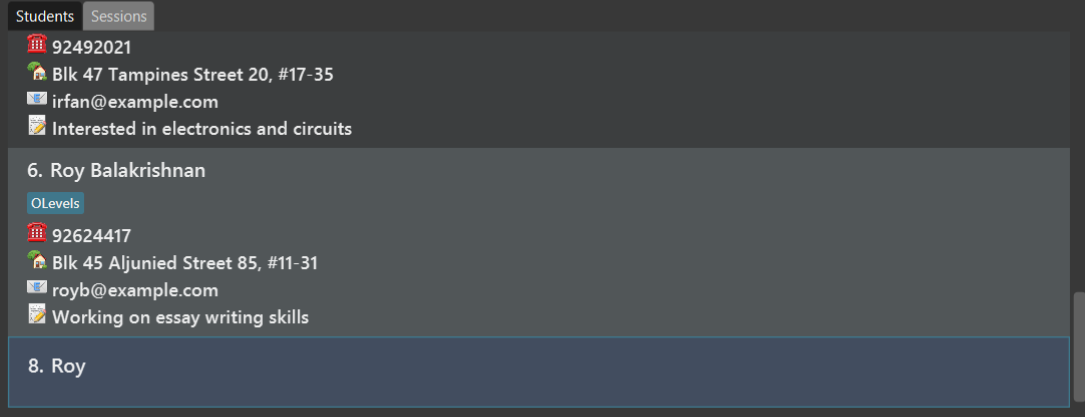 Students Sessions
92492021
Blk 47 Tampines Street 20, #17-35
irfan@example.com
Interested in electronics and circuits
6. Roy Balakrishnan
OLevels
92624417
Blk 45 Aljunied Street 85, #11-31
royb@example.com
Working on essay writing skills
8. Roy